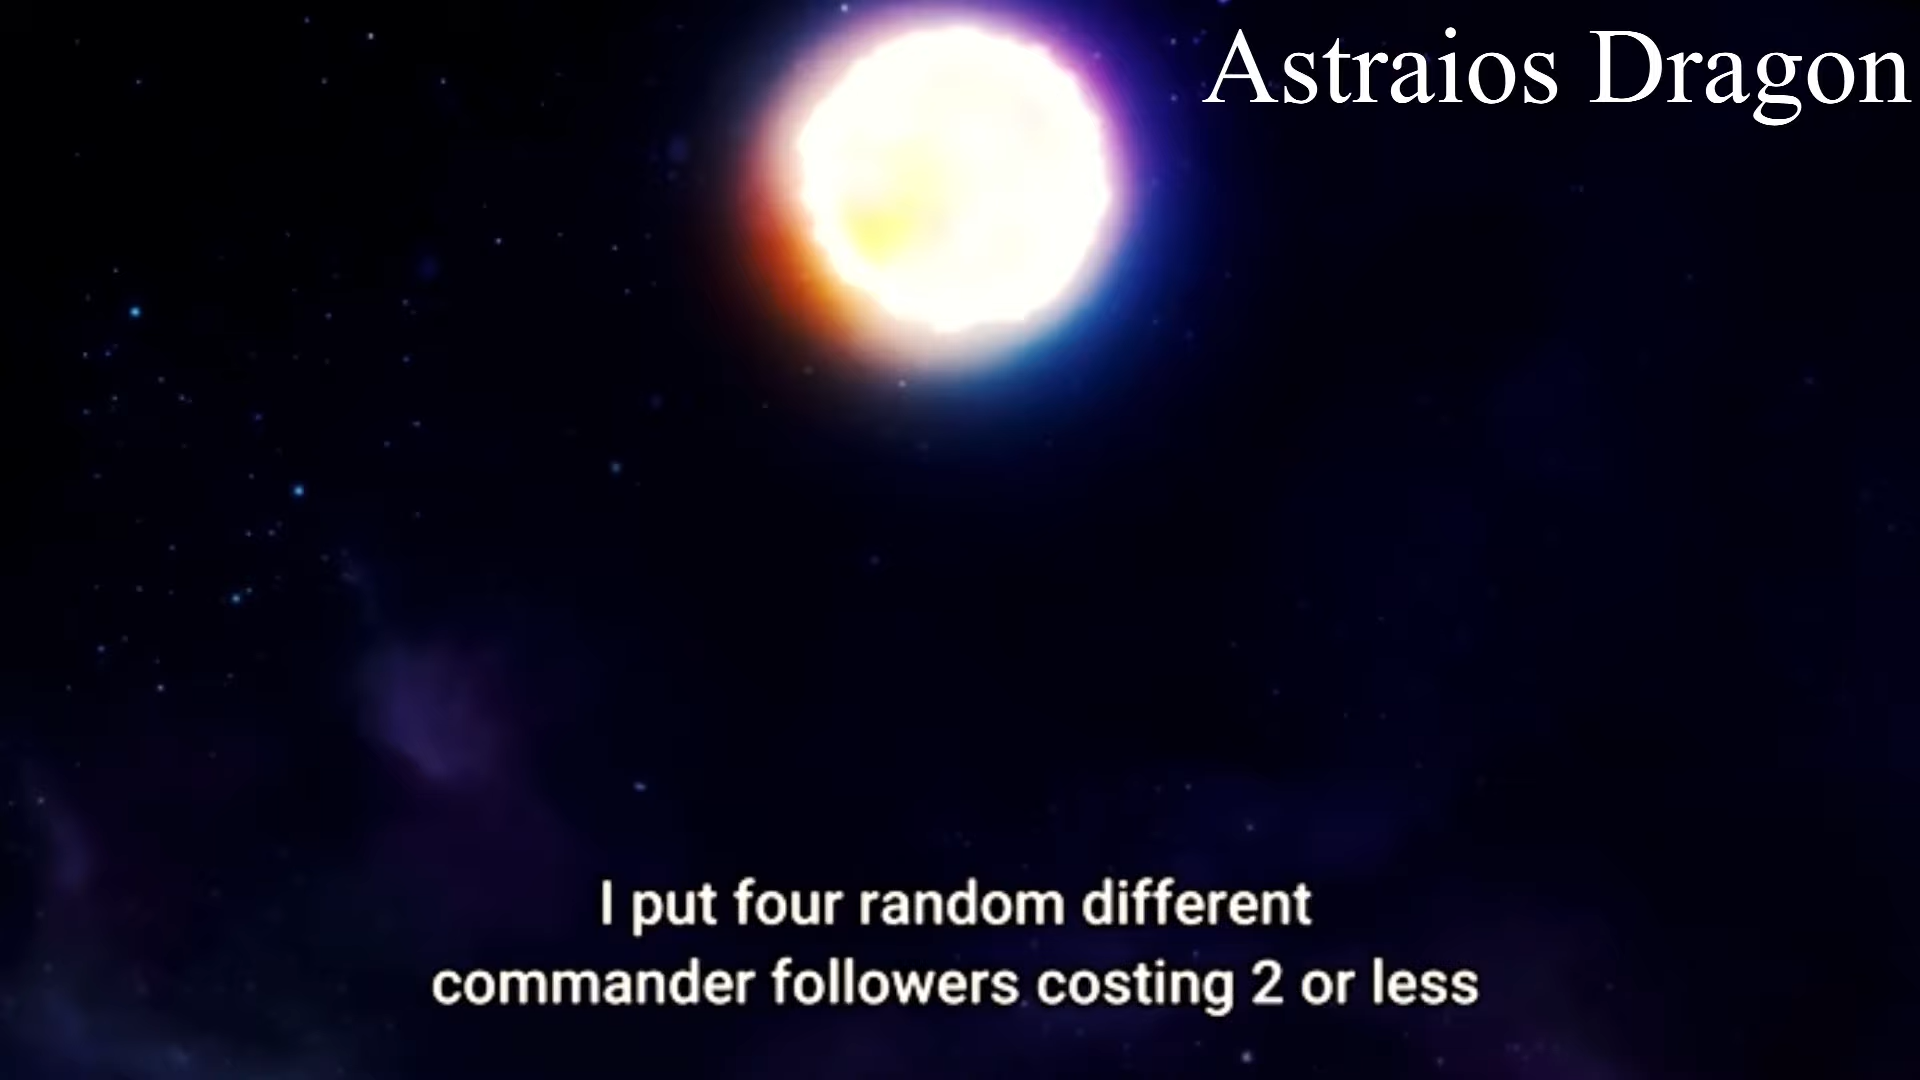 Astraios Dragon
I put four random different
commander followers costing 2 or less